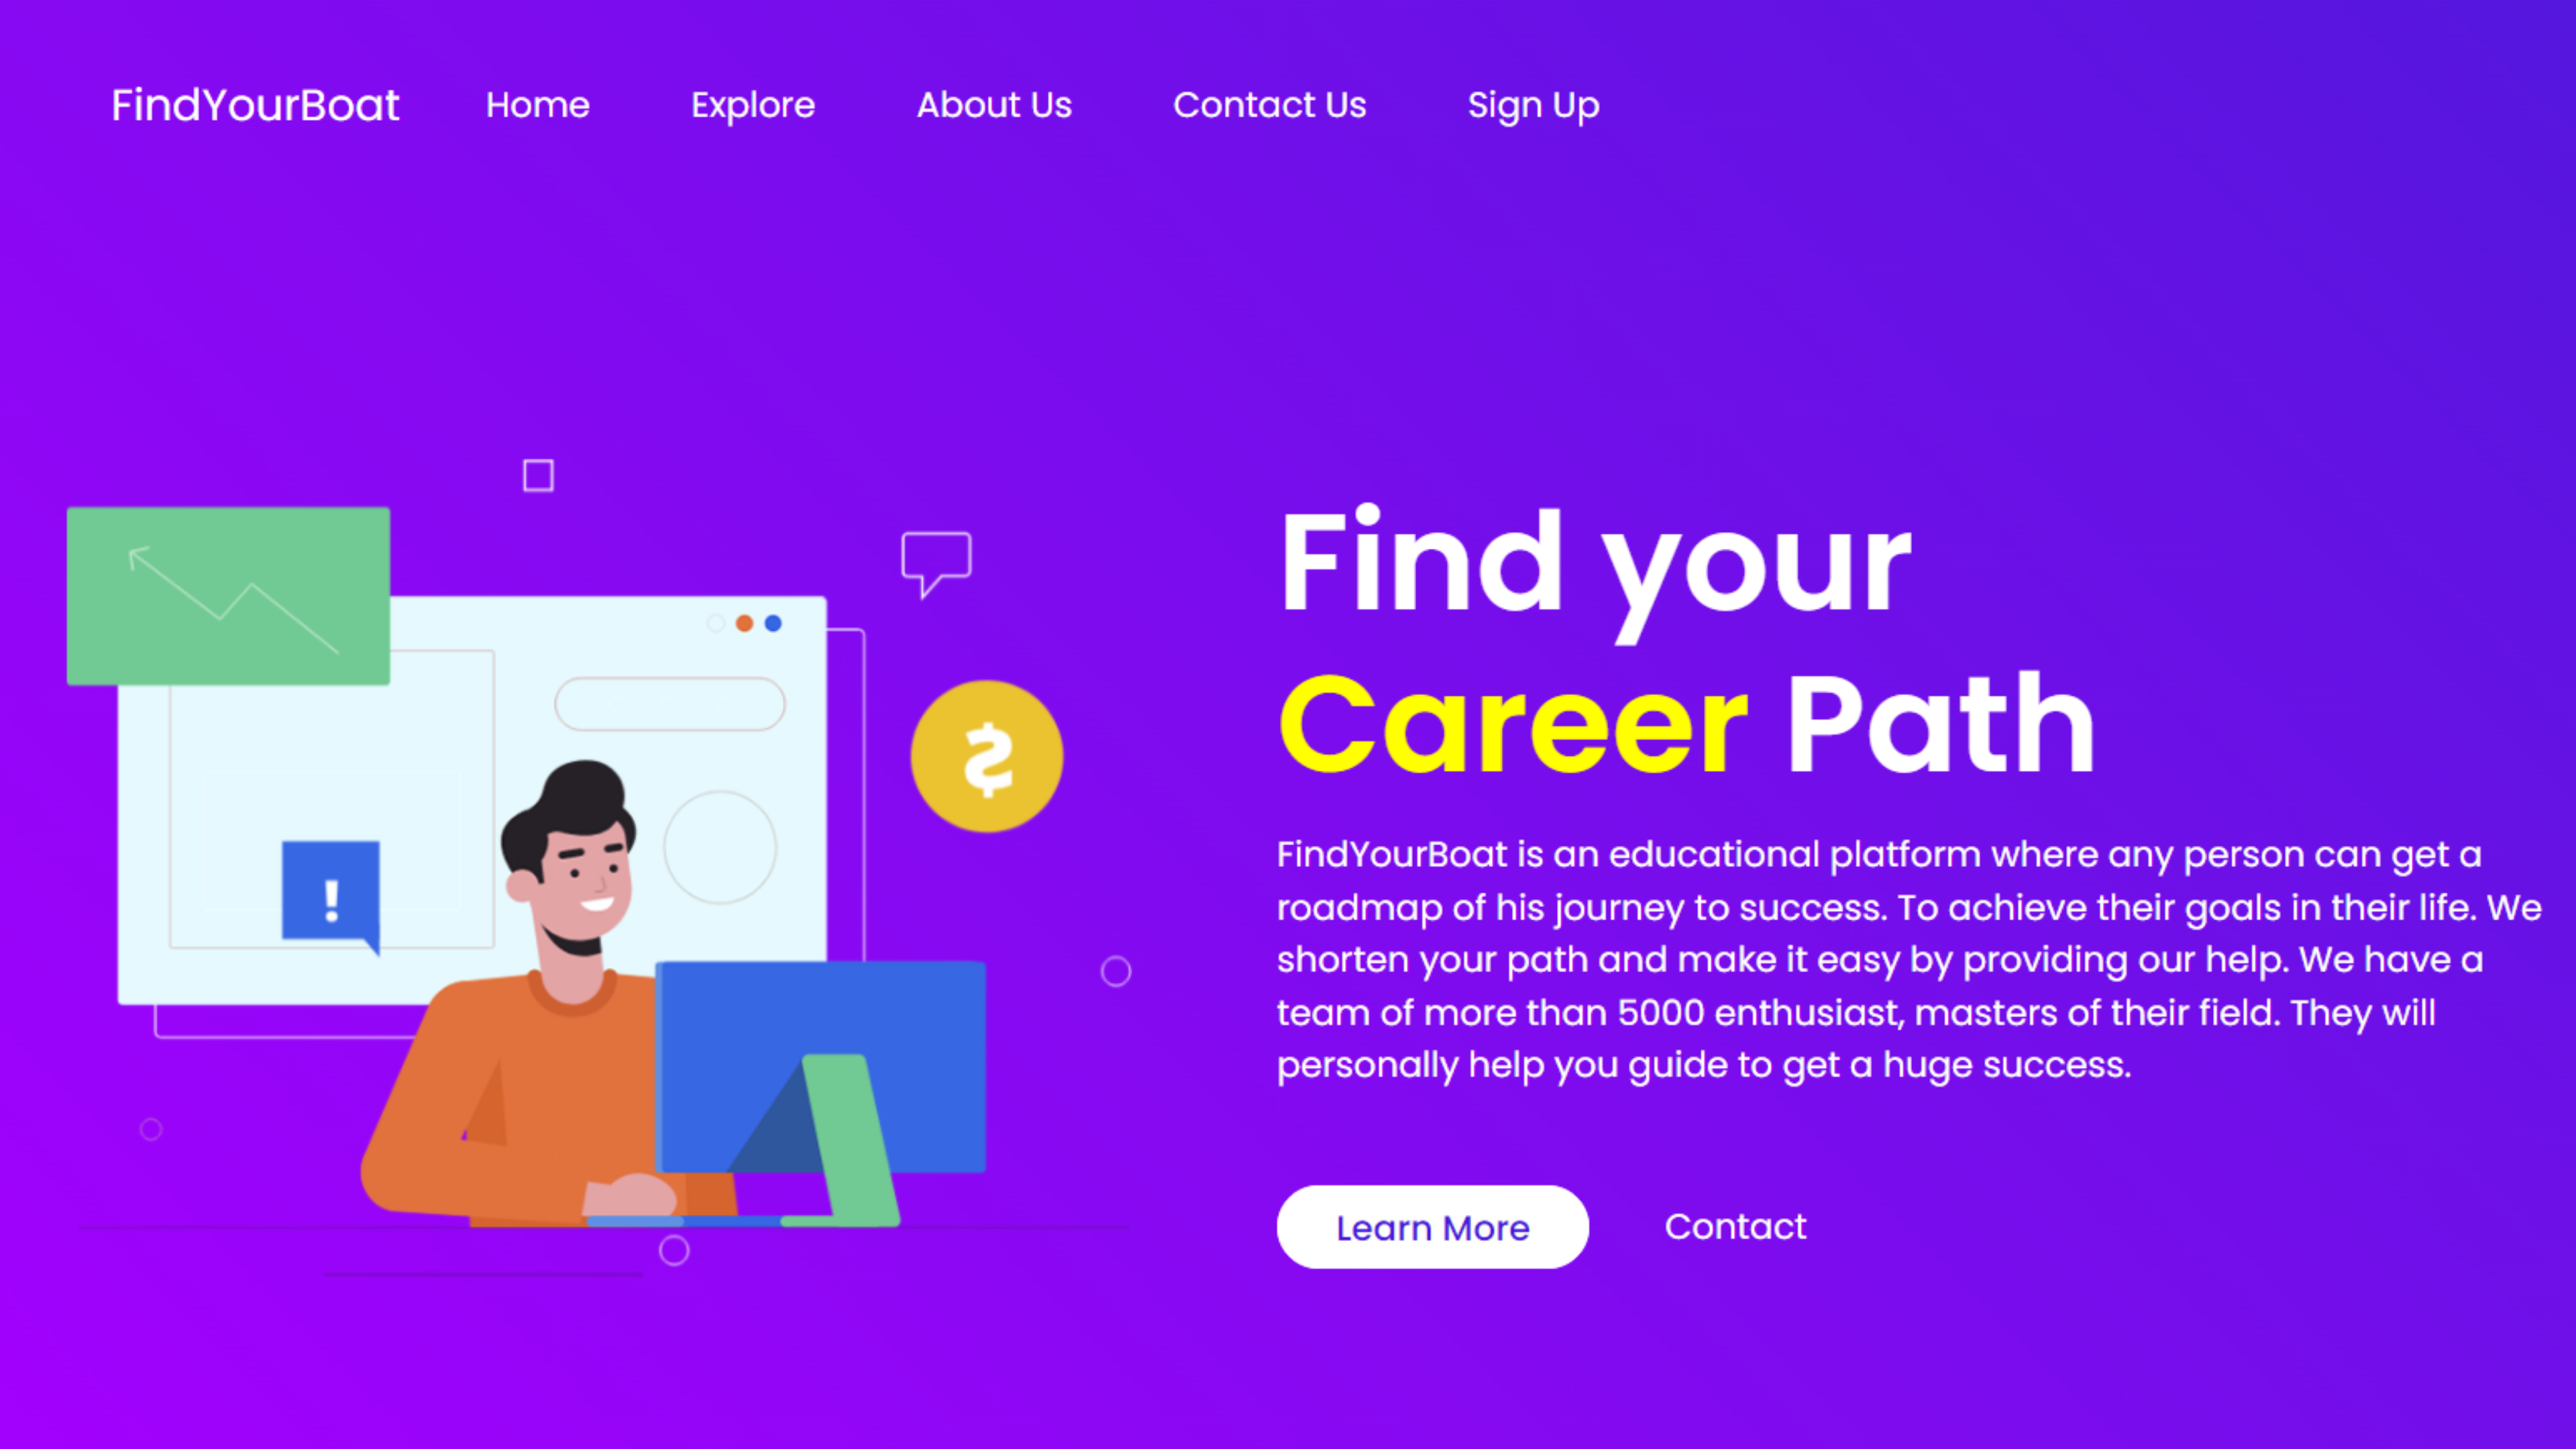 FindYourBoat Home Explore About Us Contact Us Sign Up
Find your
Career Path
FindYourBoat is an educational platform where any person can get a
roadmap of his journey to success. To achieve their goals in their life. We
shorten your path and make it easy by providing our help. We have a
team of more than 5000 enthusiast, masters of their field. They will
personally help you guide to get a huge success.
!
Learn More Contact